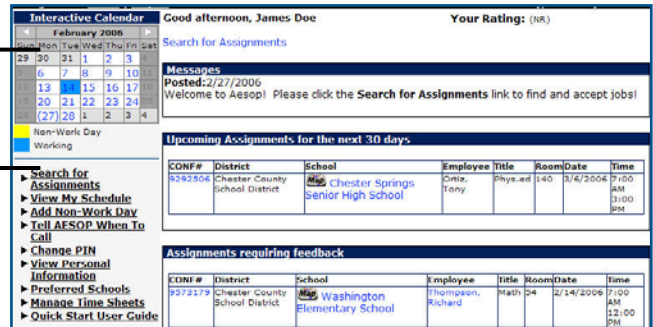 Interactive Calendar
February 2006
Sun Mon Tue Wed Thu Fri Sat
29 30 31 1 2 3 4
6 7 8 9 10
13 14 15 16 17
19 20 21 22 23 24
(27) 28 1 2 3 4
Non-Work Day
Working
Search for
Assignments
View My Schedule
Add Non-Work Day
Tell AESOP When To
Call
Change PIN
View Personal
Information
Preferred Schools
Manage Time Sheets
Quick Start User Guide
Good afternoon, James Doe
Your Rating: (NR)
Search for Assignments
Messages
Posted:2/27/2006
Welcome to Aesop! Please click the Search for Assignments link to find and accept jobs!
Upcoming Assignments for the next 30 days
CONF# District School Employee Title Room Date Time
9292506 Chester County Map Chester Springs Ortiz, Phys.ed 140 3/6/2006 7:00
School District Senior High School Tony AM
3:00
PM
Assignments requiring feedback
CONF# District School Employee Title Room Date Time
9373179 Chester County Map Washington Thompson, Math 54 2/14/2006 7:00
School District Elementary School Richard AM
12:00
PM